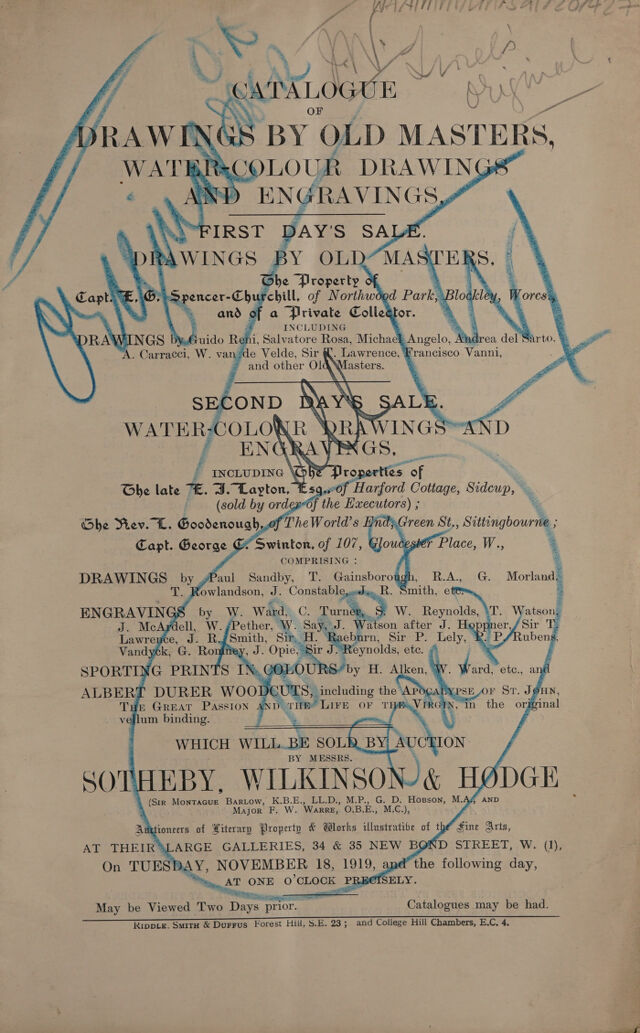 original.
CATALOGUE
OF
DRAWINGS BY OLD MASTERS,
WATER-COLOUR DRAWINGS
AND ENGRAVINGS,
FIRST DAY'S SALE.
DRAWINGS BY OLD MASTERS,
The Property of
Capt. E. G. Spencer-Churchill, of Northwood Park, Blockley, Worcs.,
and of a Private Collector.
INCLUDING
DRAWINGS by Guido Reni, Salvatore Rosa, Michael Angelo, Andrea del Sarto,
A. Carracci, W. van de Velde, Sir T. Lawrence, Francisco Vanni,
and other Old Masters.
SECOND DAY'S SALE.
WATER-COLOUR DRAWINGS AND
ENGRAVINGS,
INCLUDING The Properties of
The late E. J. Layton, Esq., of Harford Cottage, Sidcup,
(sold by order of the Executors) ;
The Rev. L. Goodenough, of The World's End, Green St., Sittingbourne ;
Capt. George C. Swinton, of 107, Gloucester Place, W.,
COMPRISING :
DRAWINGS by Paul Sandby, T. Gainsborough, R.A., G. Morland,
T. Rowlandson, J. Constable, J. R. Smith, etc.
ENGRAVINGS by W. Ward, C. Turner, S. W. Reynolds, T. Watson,
J. McArdell, W. Pether, W. Say, J. Watson after J. Hoppner, Sir T.
Lawrence, J. R. Smith, Sir H. Raeburn, Sir P. Lely, P. P. Rubens,
Vandyck, G. Romney, J. Opie, Sir J. Reynolds, etc.
SPORTING PRINTS IN COLOURS by H. Alken, W. Ward, etc., and
ALBERT DURER WOODCUTS, including the APOCALYPSE OF ST. JOHN,
THE GREAT PASSION AND THE LIFE OF THE VIRGIN, in the original
vellum binding.
WHICH WILL BE SOLD BY AUCTION
BY MESSRS.
SOTHEBY, WILKINSON & HODGE
(SIR MONTAGUE BARLOW, K.B.E., LL.D., M.P., G. D. HOBSON, M.A., AND
MAJOR F. W. WARRE, O.B.E., M.C.),
Auctioneers of Literary Property & Works illustratibe of the Fine Arts,
AT THEIR LARGE GALLERIES, 34 & 35 NEW BOND STREET, W. (1),
On TUESDAY, NOVEMBER 18, 1919, and the following day,
AT ONE O'CLOCK PRECISELY.
May be Viewed Two Days prior. Catalogues may be had.
RIDDLE, SMITH & DUFFUS Forest Hill, S.E. 23 ; and College Hill Chambers, E.C. 4.